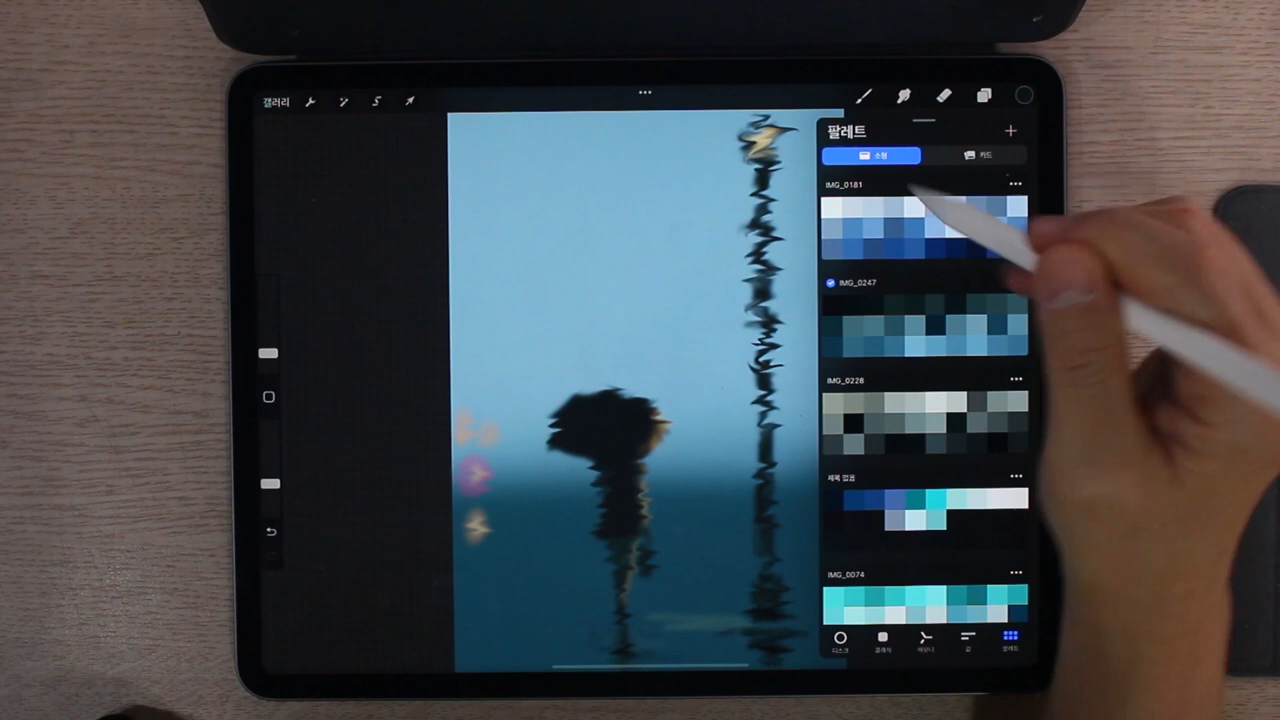 갤러리
팔레트
소형
카드
IMG_0181
IMG_0247
IMG_0228
제목 없음
IMG_0074
디스크
클래식
하모니
값
팔레트